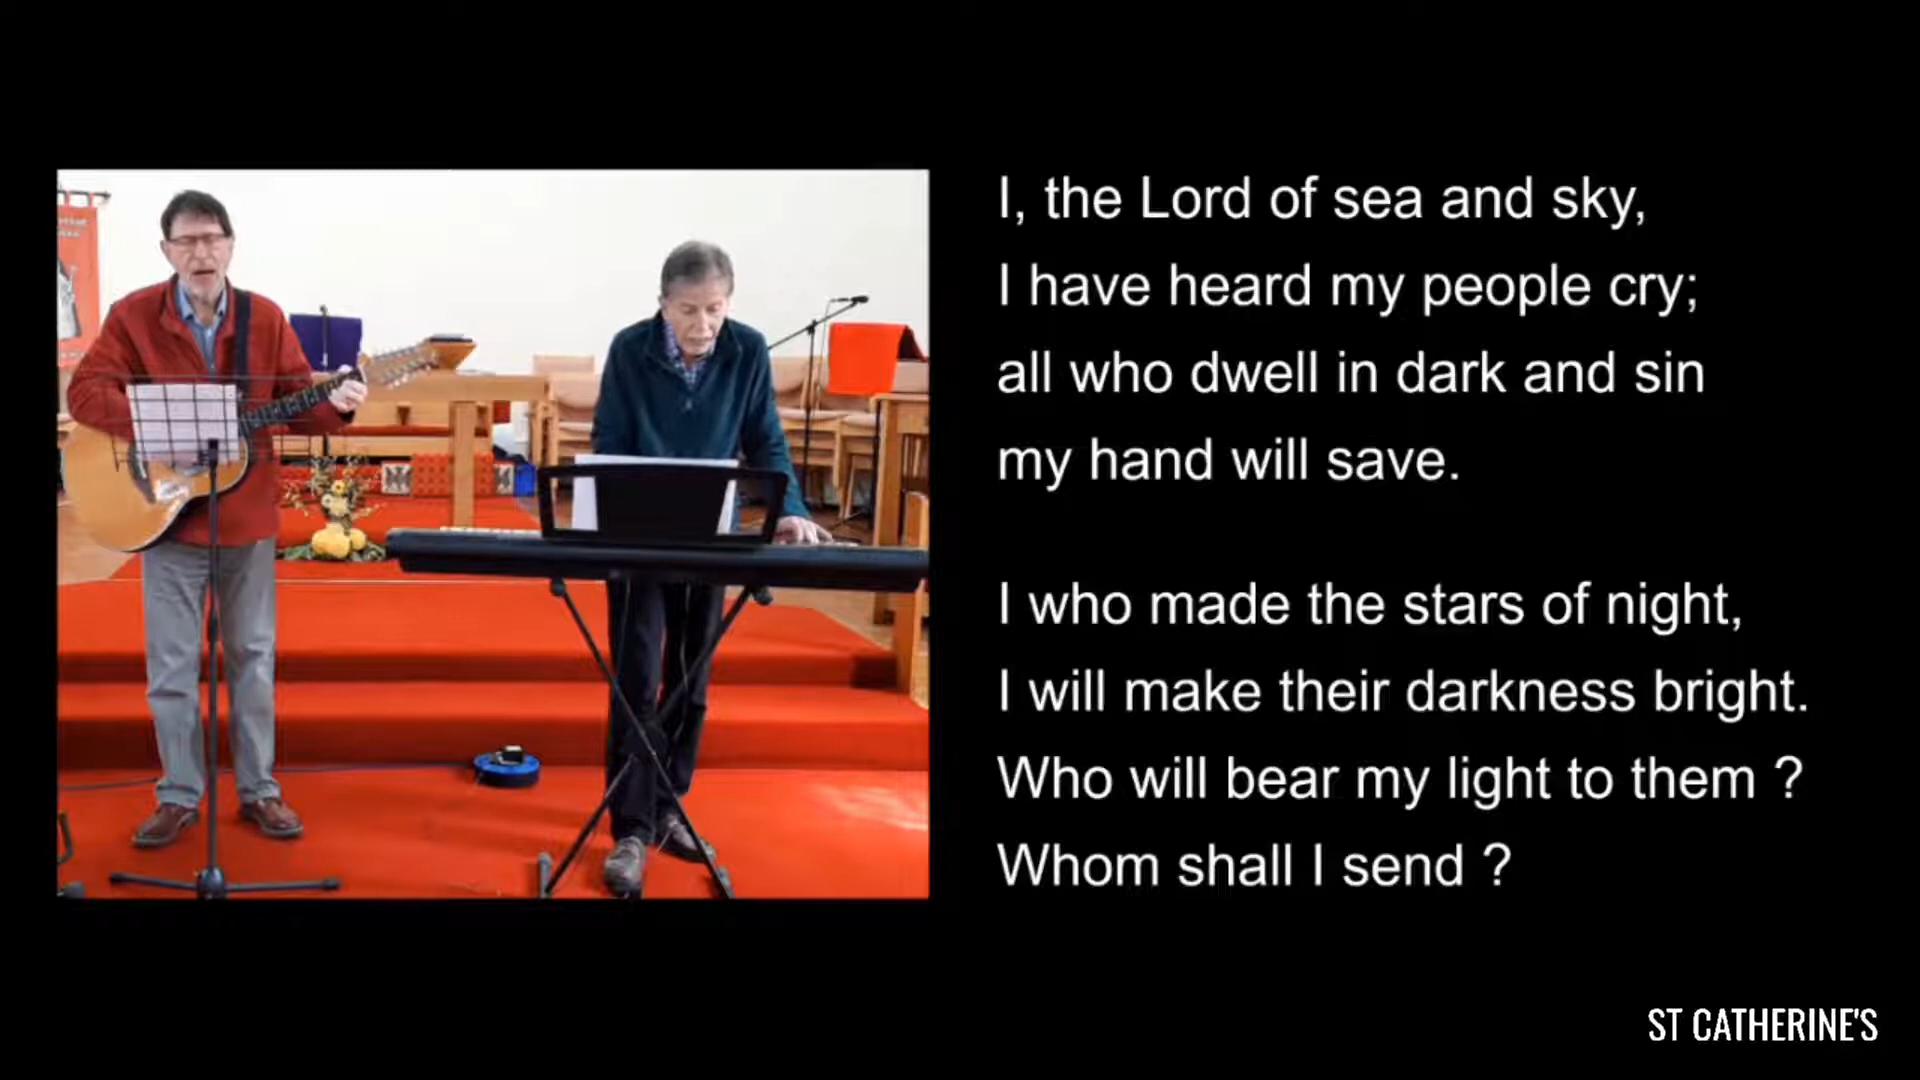 I, the Lord of sea and sky,
I have heard my people cry;
all who dwell in dark and sin
my hand will save.
I who made the stars of night,
I will make their darkness bright.
Who will bear my light to them ?
Whom shall I send ?
ST CATHERINE'S